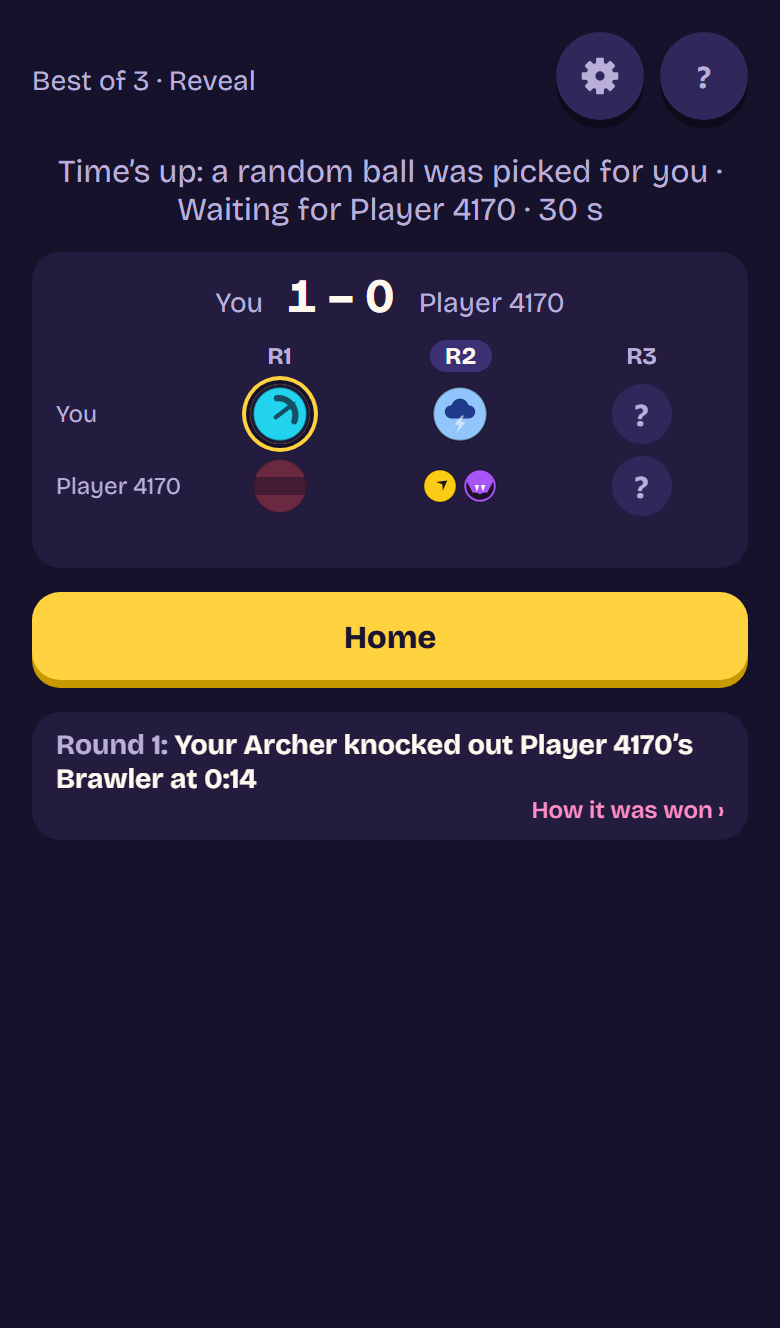 Best of 3 · Reveal
?
Time’s up: a random ball was picked for you ·
Waiting for Player 4170 · 30 s
You 1 – 0 Player 4170
R1 R2 R3
You ?
Player 4170 ?
Home
Round 1: Your Archer knocked out Player 4170’s
Brawler at 0:14
How it was won ›